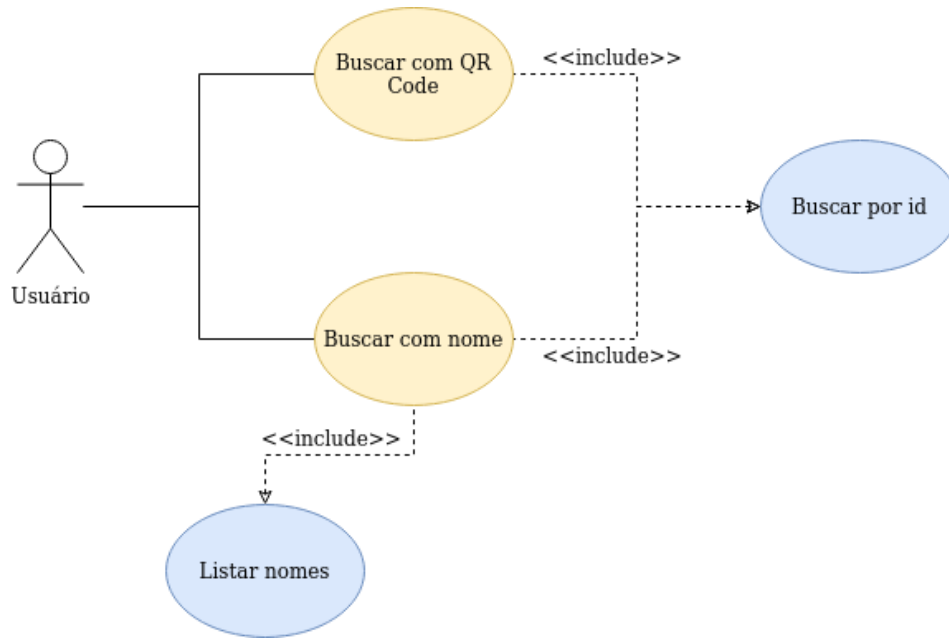 Buscar com QR
Code
<<include>>
Buscar por id
Usuário
Buscar com nome
<<include>>
<<include>>
Listar nomes